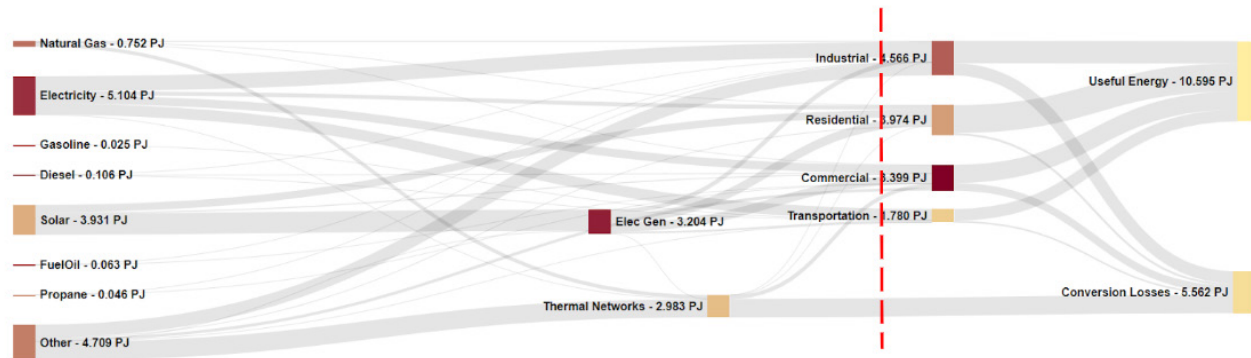 Natural Gas - 0.752 PJ
Electricity - 5.104 PJ
Gasoline - 0.025 PJ
Diesel - 0.106 PJ
Solar - 3.931 PJ
FuelOil - 0.063 PJ
Propane - 0.046 PJ
Other - 4.709 PJ
Elec Gen - 3.204 PJ
Thermal Networks - 2.983 PJ
Industrial - 4.566 PJ
Residential - 3.974 PJ
Commercial - 3.399 PJ
Transportation - 1.780 PJ
Useful Energy - 10.595 PJ
Conversion Losses - 5.562 PJ